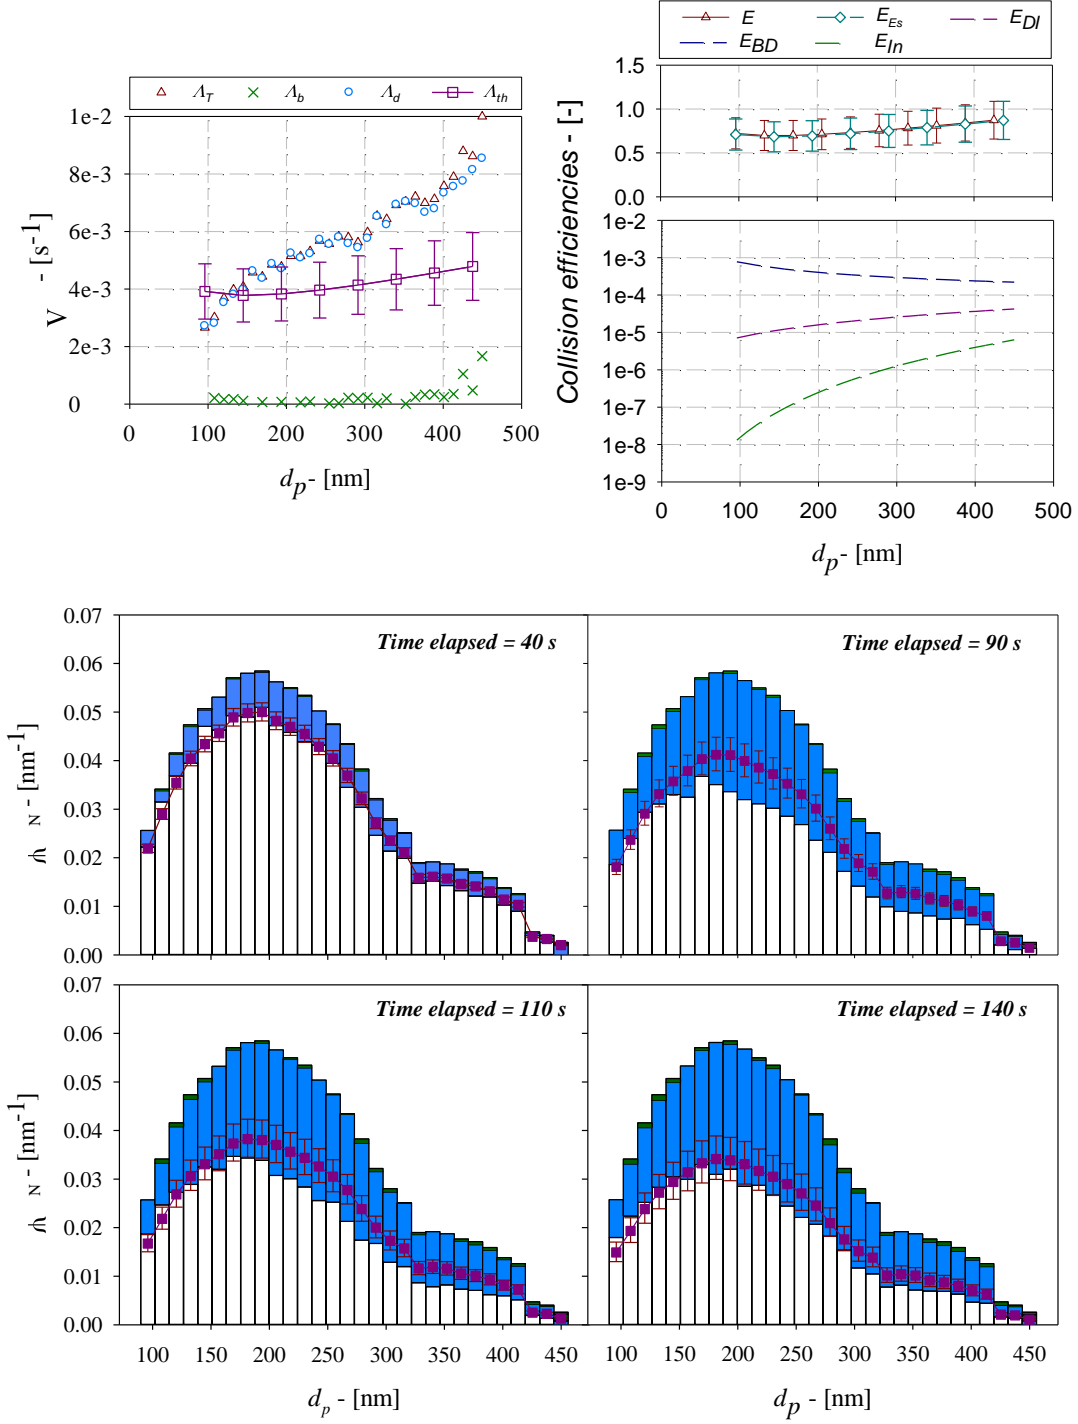 Λ_T Λ_b Λ_d Λ_th
1e-2
8e-3
6e-3
4e-3
2e-3
0
V - [s⁻¹]
0 100 200 300 400 500
d_p - [nm]
E E_Es E_DI
E_BD E_In
1.5
1.0
0.5
0.0
1e-2
1e-3
1e-4
1e-5
1e-6
1e-7
1e-8
1e-9
Collision efficiencies - [-]
0 100 200 300 400 500
d_p - [nm]
Time elapsed = 40 s
Time elapsed = 90 s
0.07
0.06
0.05
0.04
0.03
0.02
0.01
0.00
N - [nm⁻¹]
Time elapsed = 110 s
Time elapsed = 140 s
0.07
0.06
0.05
0.04
0.03
0.02
0.01
0.00
N - [nm⁻¹]
100 150 200 250 300 350 400 450
100 150 200 250 300 350 400 450
d_p - [nm]
d_p - [nm]